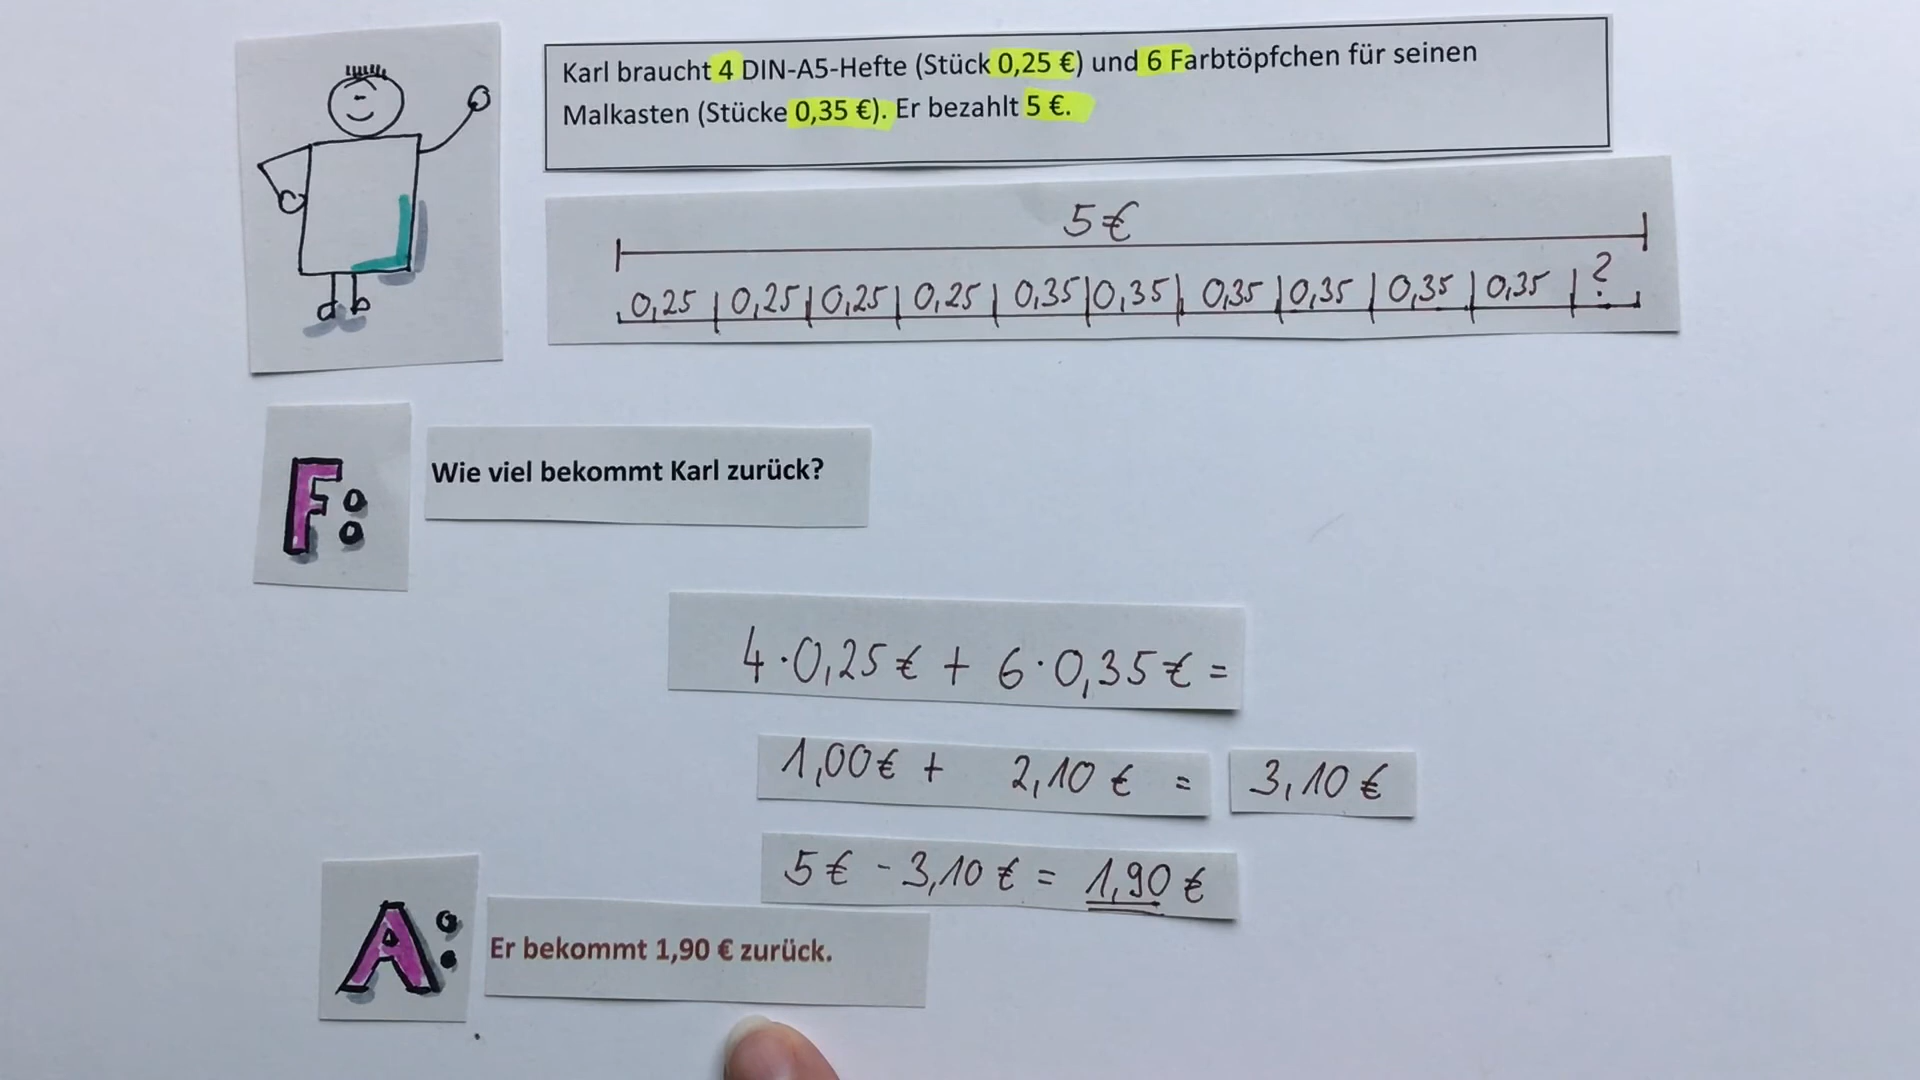 Karl braucht 4 DIN-A5-Hefte (Stück 0,25 €) und 6 Farbtöpfchen für seinen
Malkasten (Stücke 0,35 €). Er bezahlt 5 €.
5 €
0,25 | 0,25 | 0,25 | 0,25 | 0,35 | 0,35 | 0,35 | 0,35 | 0,35 | 0,35 | ?
F:
Wie viel bekommt Karl zurück?
4 · 0,25 € + 6 · 0,35 € =
1,00 € + 2,10 € = 3,10 €
5 € - 3,10 € = 1,90 €
A:
Er bekommt 1,90 € zurück.